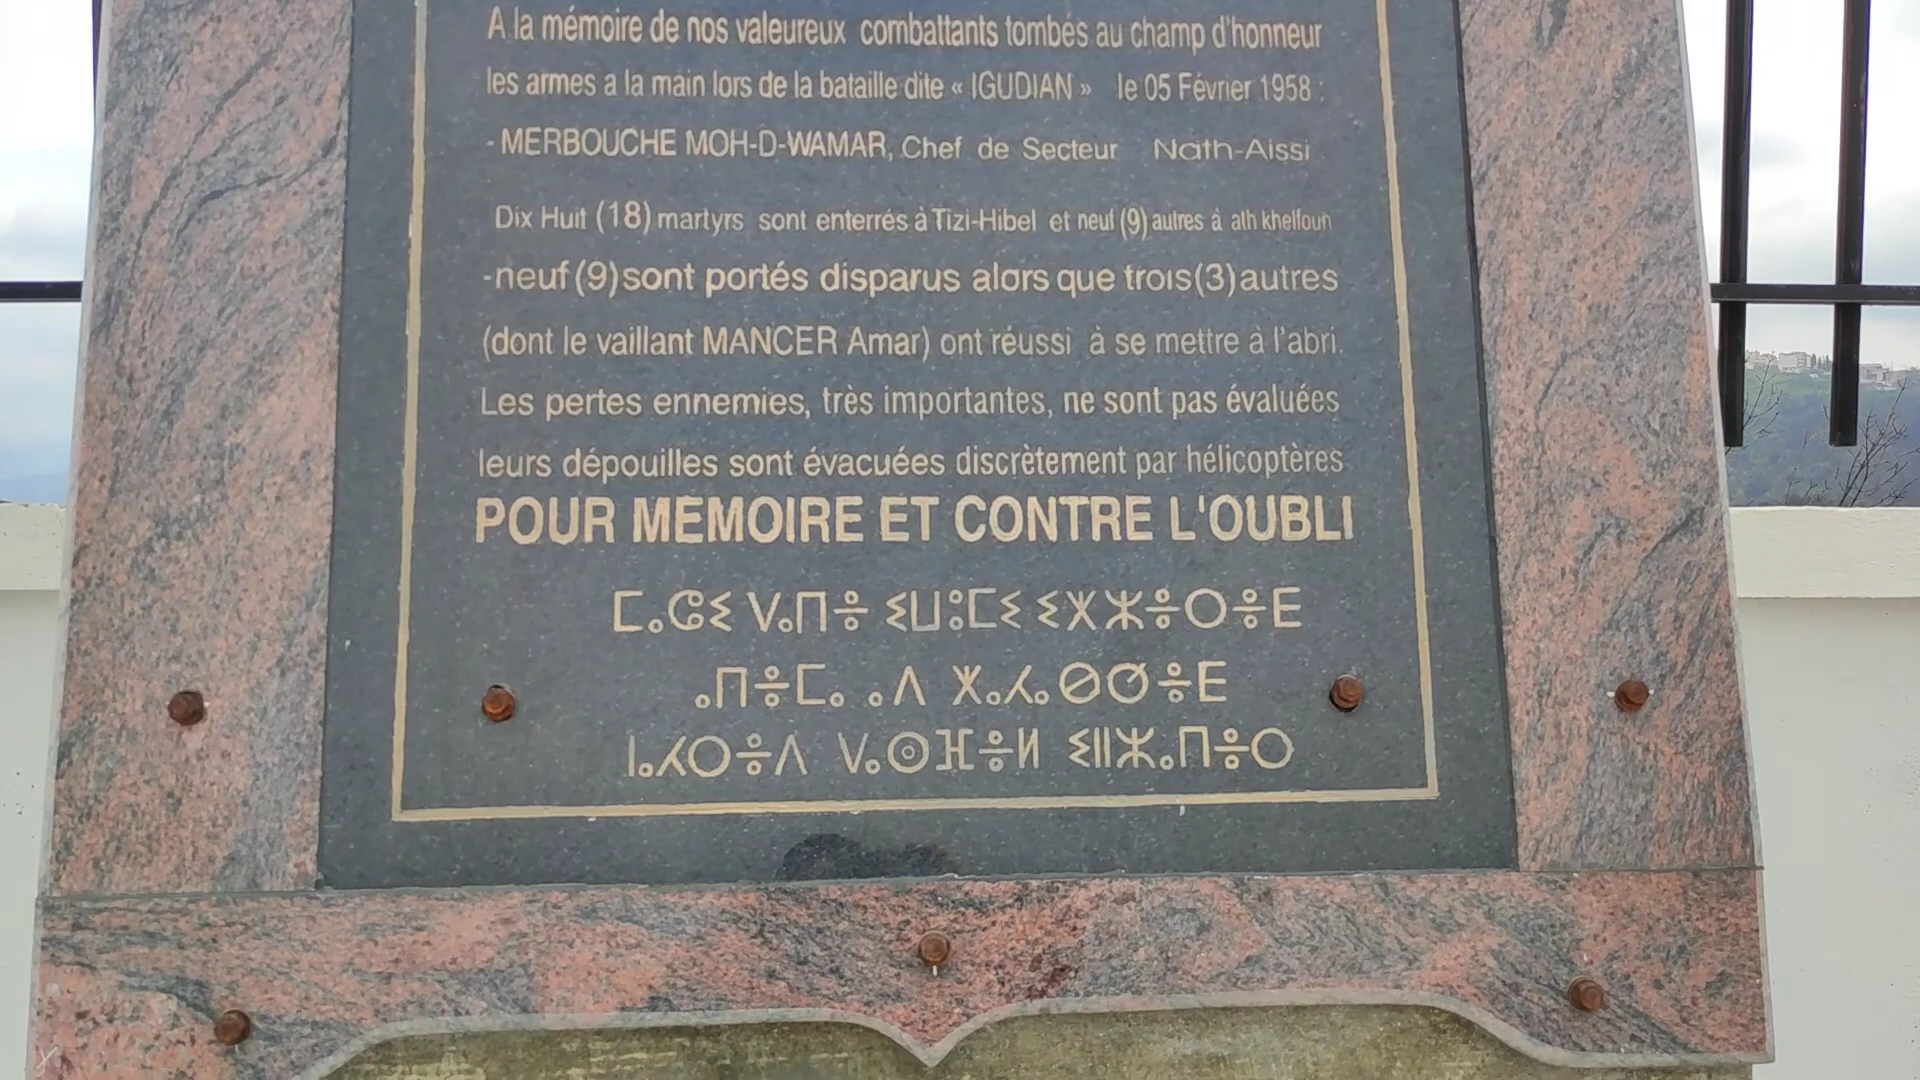 A la mémoire de nos valeureux combattants tombés au champ d'honneur
les armes a la main lors de la bataille dite « IGUDIAN » le 05 Février 1958 :
- MERBOUCHE MOH-D-WAMAR, Chef de Secteur Nath-Aissi
Dix Huit (18) martyrs sont enterrés à Tizi-Hibel et neuf (9) autres à ath khelfoun
-neuf (9) sont portés disparus alors que trois (3) autres
(dont le vaillant MANCER Amar) ont réussi à se mettre à l'abri.
Les pertes ennemies, très importantes, ne sont pas évaluées
leurs dépouilles sont évacuées discrètement par hélicoptères
POUR MEMOIRE ET CONTRE L'OUBLI
ⵎⴰⵛⵉ ⴸⴰⵡⴻ ⵉⵡⵓⵎⵉ ⵉⴳⵣⴻⵔⴻⴹ